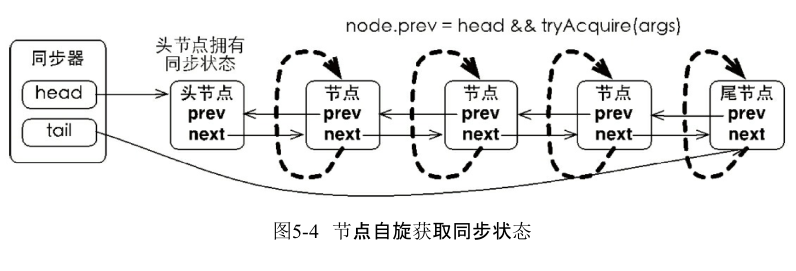 node.prev = head && tryAcquire(args)
同步器
head
tail
头节点拥有
同步状态
头节点
prev
next
节点
prev
next
节点
prev
next
节点
prev
next
尾节点
prev
next
图5-4 节点自旋获取同步状态